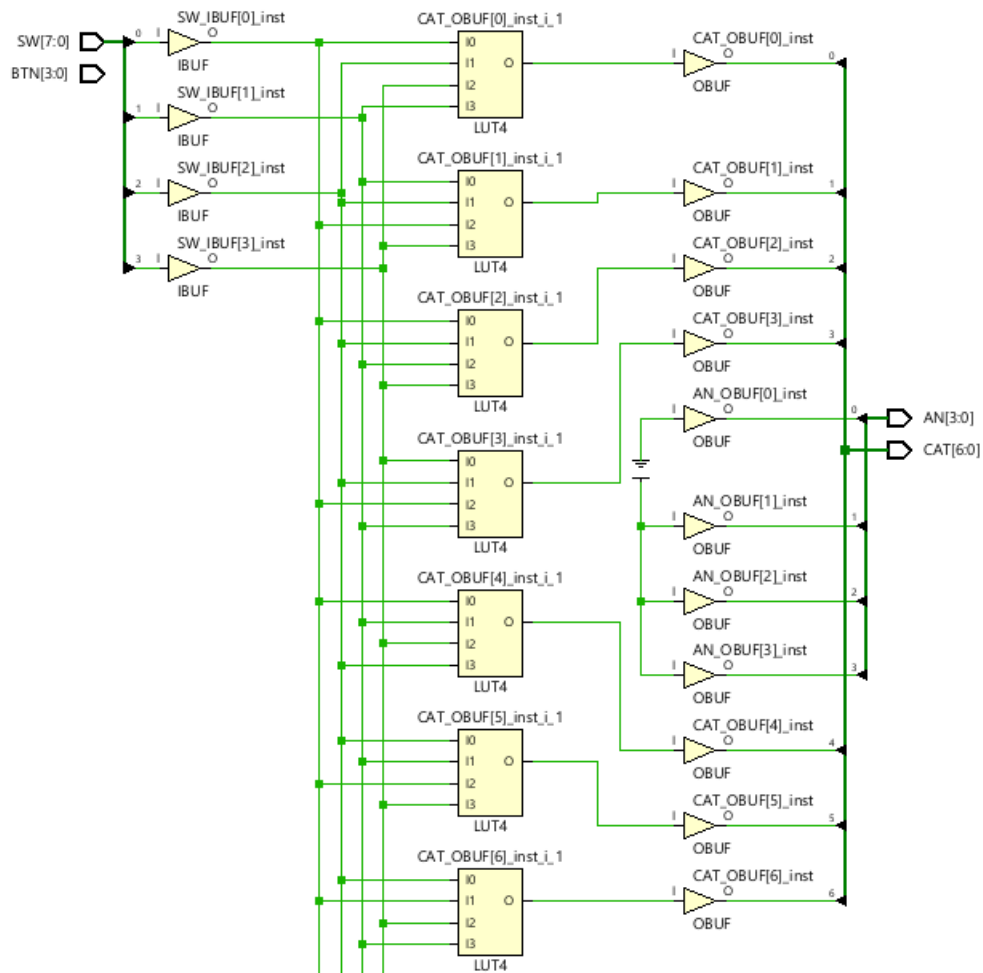 SW[7:0]
BTN[3:0]
SW_IBUF[0]_inst
0 I O
IBUF
SW_IBUF[1]_inst
1 I O
IBUF
SW_IBUF[2]_inst
2 I O
IBUF
SW_IBUF[3]_inst
3 I O
IBUF
CAT_OBUF[0]_inst_i_1
I0
I1 O
I2
I3
LUT4
CAT_OBUF[1]_inst_i_1
I0
I1 O
I2
I3
LUT4
CAT_OBUF[2]_inst_i_1
I0
I1 O
I2
I3
LUT4
CAT_OBUF[3]_inst_i_1
I0
I1 O
I2
I3
LUT4
CAT_OBUF[4]_inst_i_1
I0
I1 O
I2
I3
LUT4
CAT_OBUF[5]_inst_i_1
I0
I1 O
I2
I3
LUT4
CAT_OBUF[6]_inst_i_1
I0
I1 O
I2
I3
LUT4
CAT_OBUF[0]_inst
I O 0
OBUF
CAT_OBUF[1]_inst
I O 1
OBUF
CAT_OBUF[2]_inst
I O 2
OBUF
CAT_OBUF[3]_inst
I O 3
OBUF
AN_OBUF[0]_inst
I O 0
OBUF
AN_OBUF[1]_inst
I O 1
OBUF
AN_OBUF[2]_inst
I O 2
OBUF
AN_OBUF[3]_inst
I O 3
OBUF
CAT_OBUF[4]_inst
I O 4
OBUF
CAT_OBUF[5]_inst
I O 5
OBUF
CAT_OBUF[6]_inst
I O 6
OBUF
AN[3:0]
CAT[6:0]